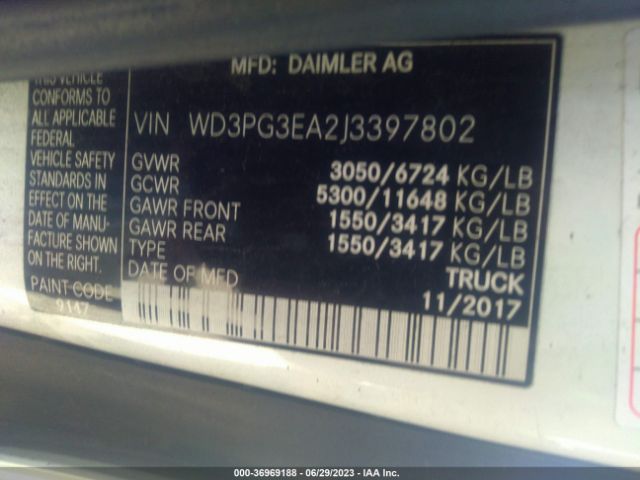 MFD: DAIMLER AG
THIS VEHICLE
CONFORMS TO
ALL APPLICABLE
FEDERAL
VEHICLE SAFETY
STANDARDS IN
EFFECT ON THE
DATE OF MANU-
FACTURE SHOWN
ON THE RIGHT.
PAINT CODE
9147
VIN WD3PG3EA2J3397802
GVWR 3050/6724 KG/LB
GCWR 5300/11648 KG/LB
GAWR FRONT 1550/3417 KG/LB
GAWR REAR 1550/3417 KG/LB
TYPE TRUCK
DATE OF MFD 11/2017
000-36969188 - 06/29/2023 - IAA Inc.